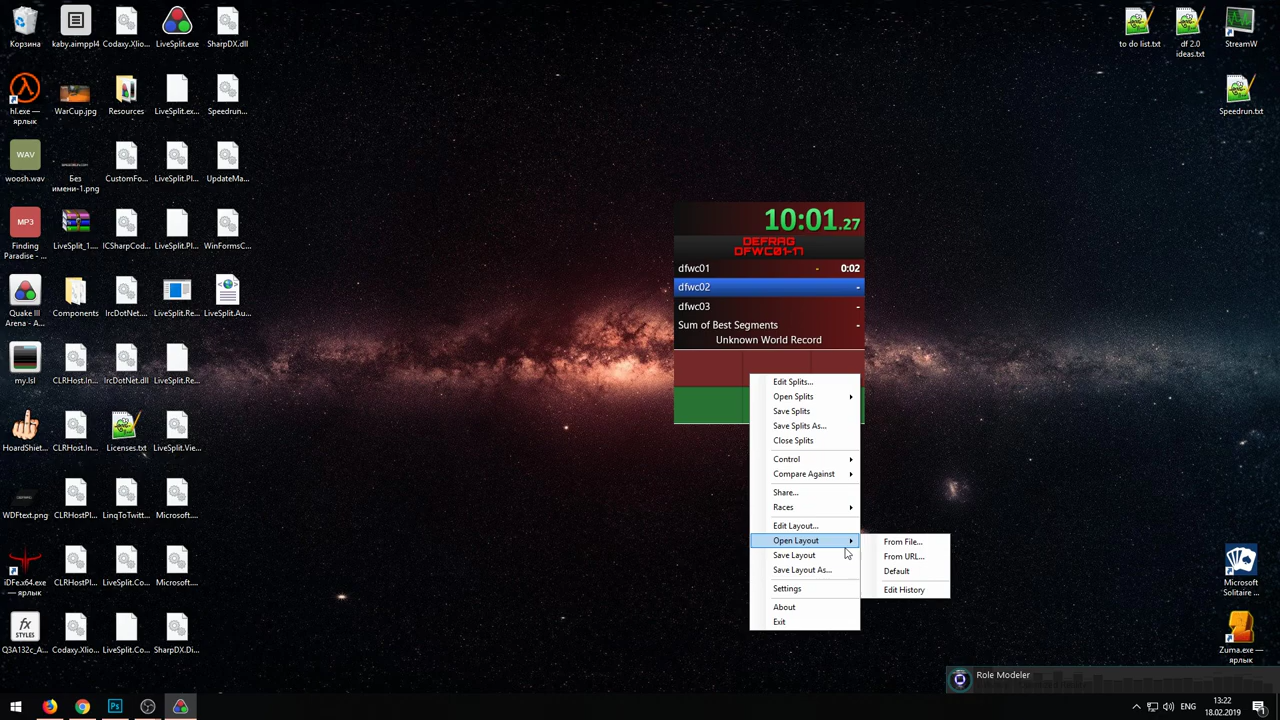 Корзина
kaby.aimppl4
Codaxy.Xlio...
LiveSplit.exe
SharpDX.dll
to do list.txt
df 2.0
ideas.txt
StreamW
hl.exe —
ярлык
WarCup.jpg
Resources
LiveSplit.ex...
Speedrun...
Speedrun.txt
WAV
woosh.wav
Без
имени-1.png
CustomFo...
LiveSplit.Pl...
UpdateMa...
MP3
Finding
Paradise - ...
LiveSplit_1....
ICSharpCod...
LiveSplit.Pl...
WinFormsC...
10:01.27
DEFRAG
DFWC01-17
dfwc01 - 0:02
dfwc02 -
dfwc03 -
Sum of Best Segments -
Unknown World Record
Quake III
Arena - A...
Components
IrcDotNet....
LiveSplit.Re...
LiveSplit.Au...
my.lsl
CLRHost.In...
IrcDotNet.dll
LiveSplit.Re...
HoardShiet...
CLRHost.In...
Licenses.txt
LiveSplit.Vie...
WDFtext.png
CLRHostPl...
LinqToTwitt...
Microsoft....
iDFe.x64.exe
— ярлык
CLRHostPl...
LiveSplit.Co...
Microsoft....
fx
STYLES
Q3A132c_A...
Codaxy.Xlio...
LiveSplit.Co...
SharpDX.Di...
Edit Splits...
Open Splits
Save Splits
Save Splits As...
Close Splits
Control
Compare Against
Share...
Races
Edit Layout...
Open Layout
Save Layout
Save Layout As...
Settings
About
Exit
From File...
From URL...
Default
Edit History
Microsoft
Solitaire ...
Zuma.exe —
ярлык
Role Modeler
Ps
ENG
13:22
18.02.2019
1